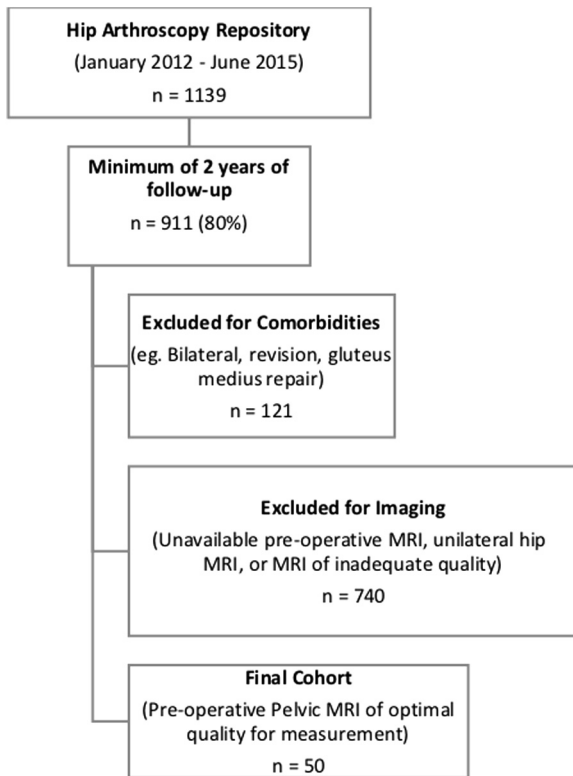 Hip Arthroscopy Repository
(January 2012 - June 2015)
n = 1139
Minimum of 2 years of
follow-up
n = 911 (80%)
Excluded for Comorbidities
(eg. Bilateral, revision, gluteus
medius repair)
n = 121
Excluded for Imaging
(Unavailable pre-operative MRI, unilateral hip
MRI, or MRI of inadequate quality)
n = 740
Final Cohort
(Pre-operative Pelvic MRI of optimal
quality for measurement)
n = 50